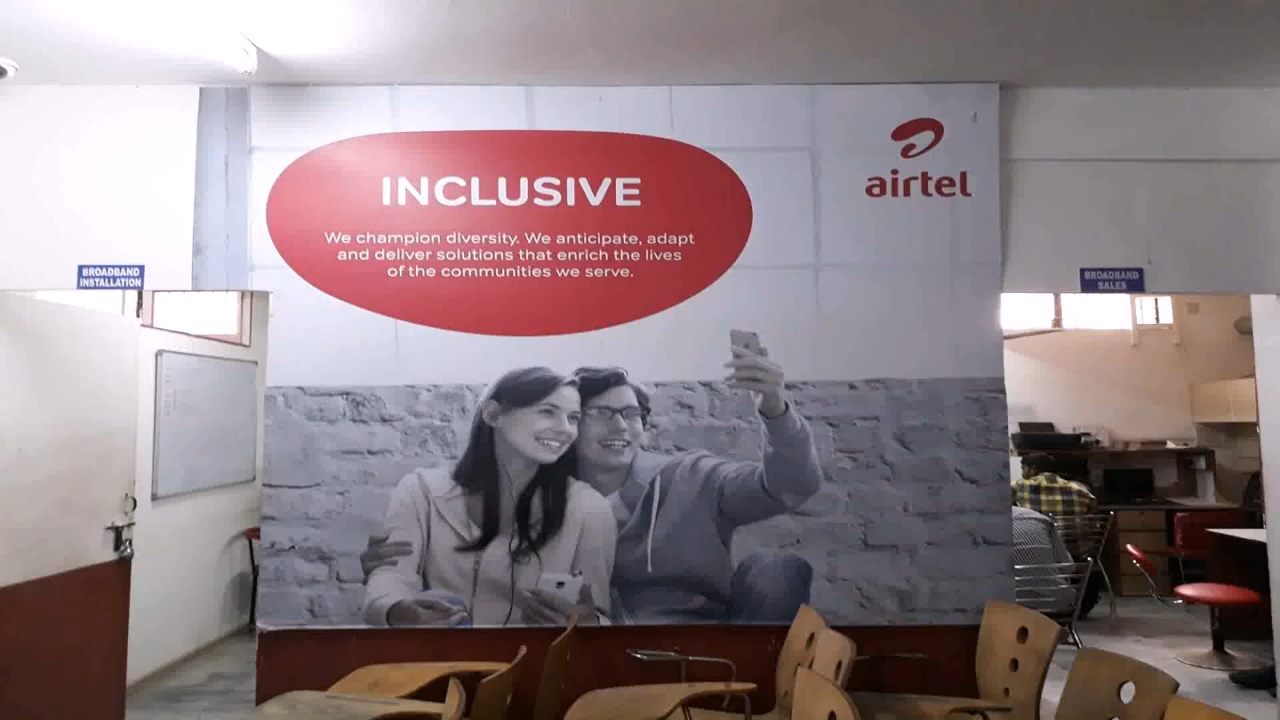 INCLUSIVE
We champion diversity. We anticipate, adapt
and deliver solutions that enrich the lives
of the communities we serve.
airtel
BROADBAND
INSTALLATION
BROADBAND
SALES